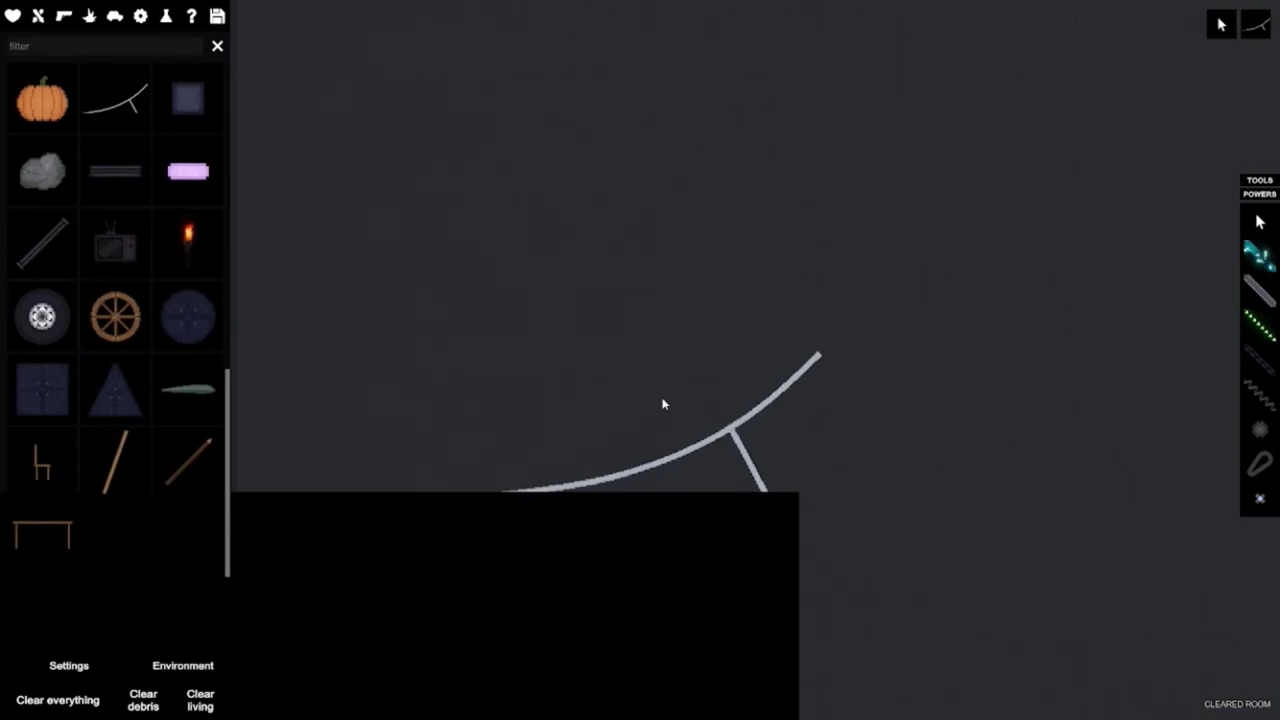 filter
TOOLS
POWERS
Settings
Environment
Clear everything
Clear
debris
Clear
living
CLEARED ROOM